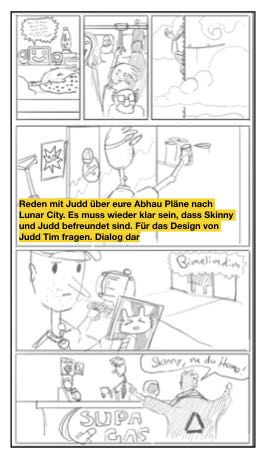 Reden mit Judd über eure Abhau Pläne nach
Lunar City. Es muss wieder klar sein, dass Skinny
und Judd befreundet sind. Für das Design von
Judd Tim fragen. Dialog dar
Bimelimdim
Skinny, na du Homo!
SUPA
GAS